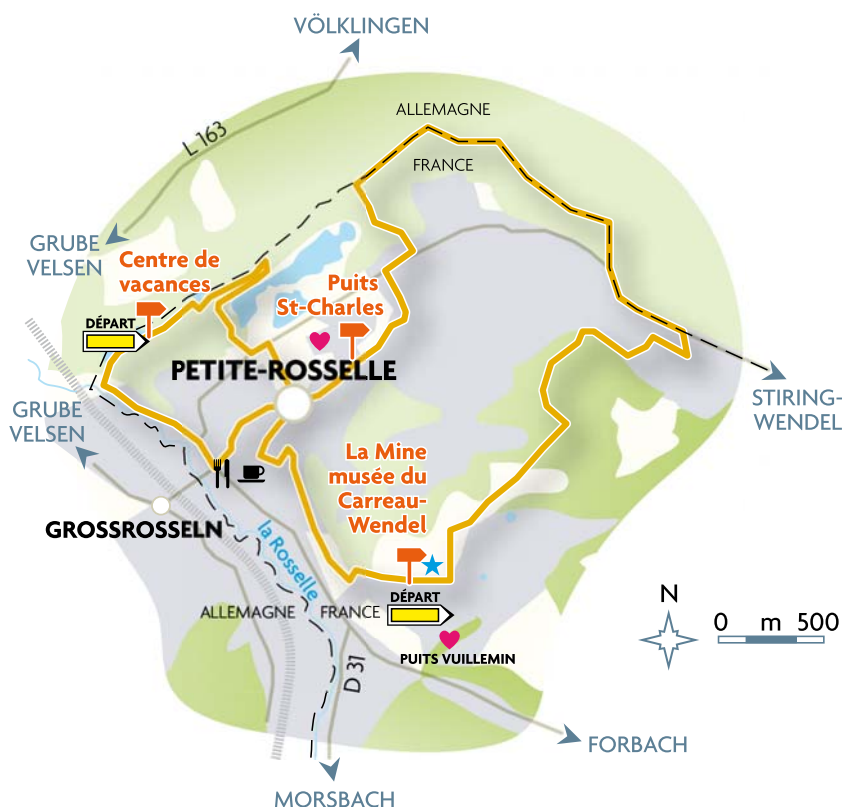 VÖLKLINGEN
ALLEMAGNE
L 163
FRANCE
GRUBE
VELSEN
Centre de
vacances
Puits
St-Charles
DÉPART
PETITE-ROSSELLE
GRUBE
VELSEN
STIRING-
WENDEL
La Mine
musée du
Carreau-
Wendel
GROSSROSSELN
la Rosselle
DÉPART
ALLEMAGNE
FRANCE
N
0 m 500
PUITS VUILLEMIN
D 31
FORBACH
MORSBACH